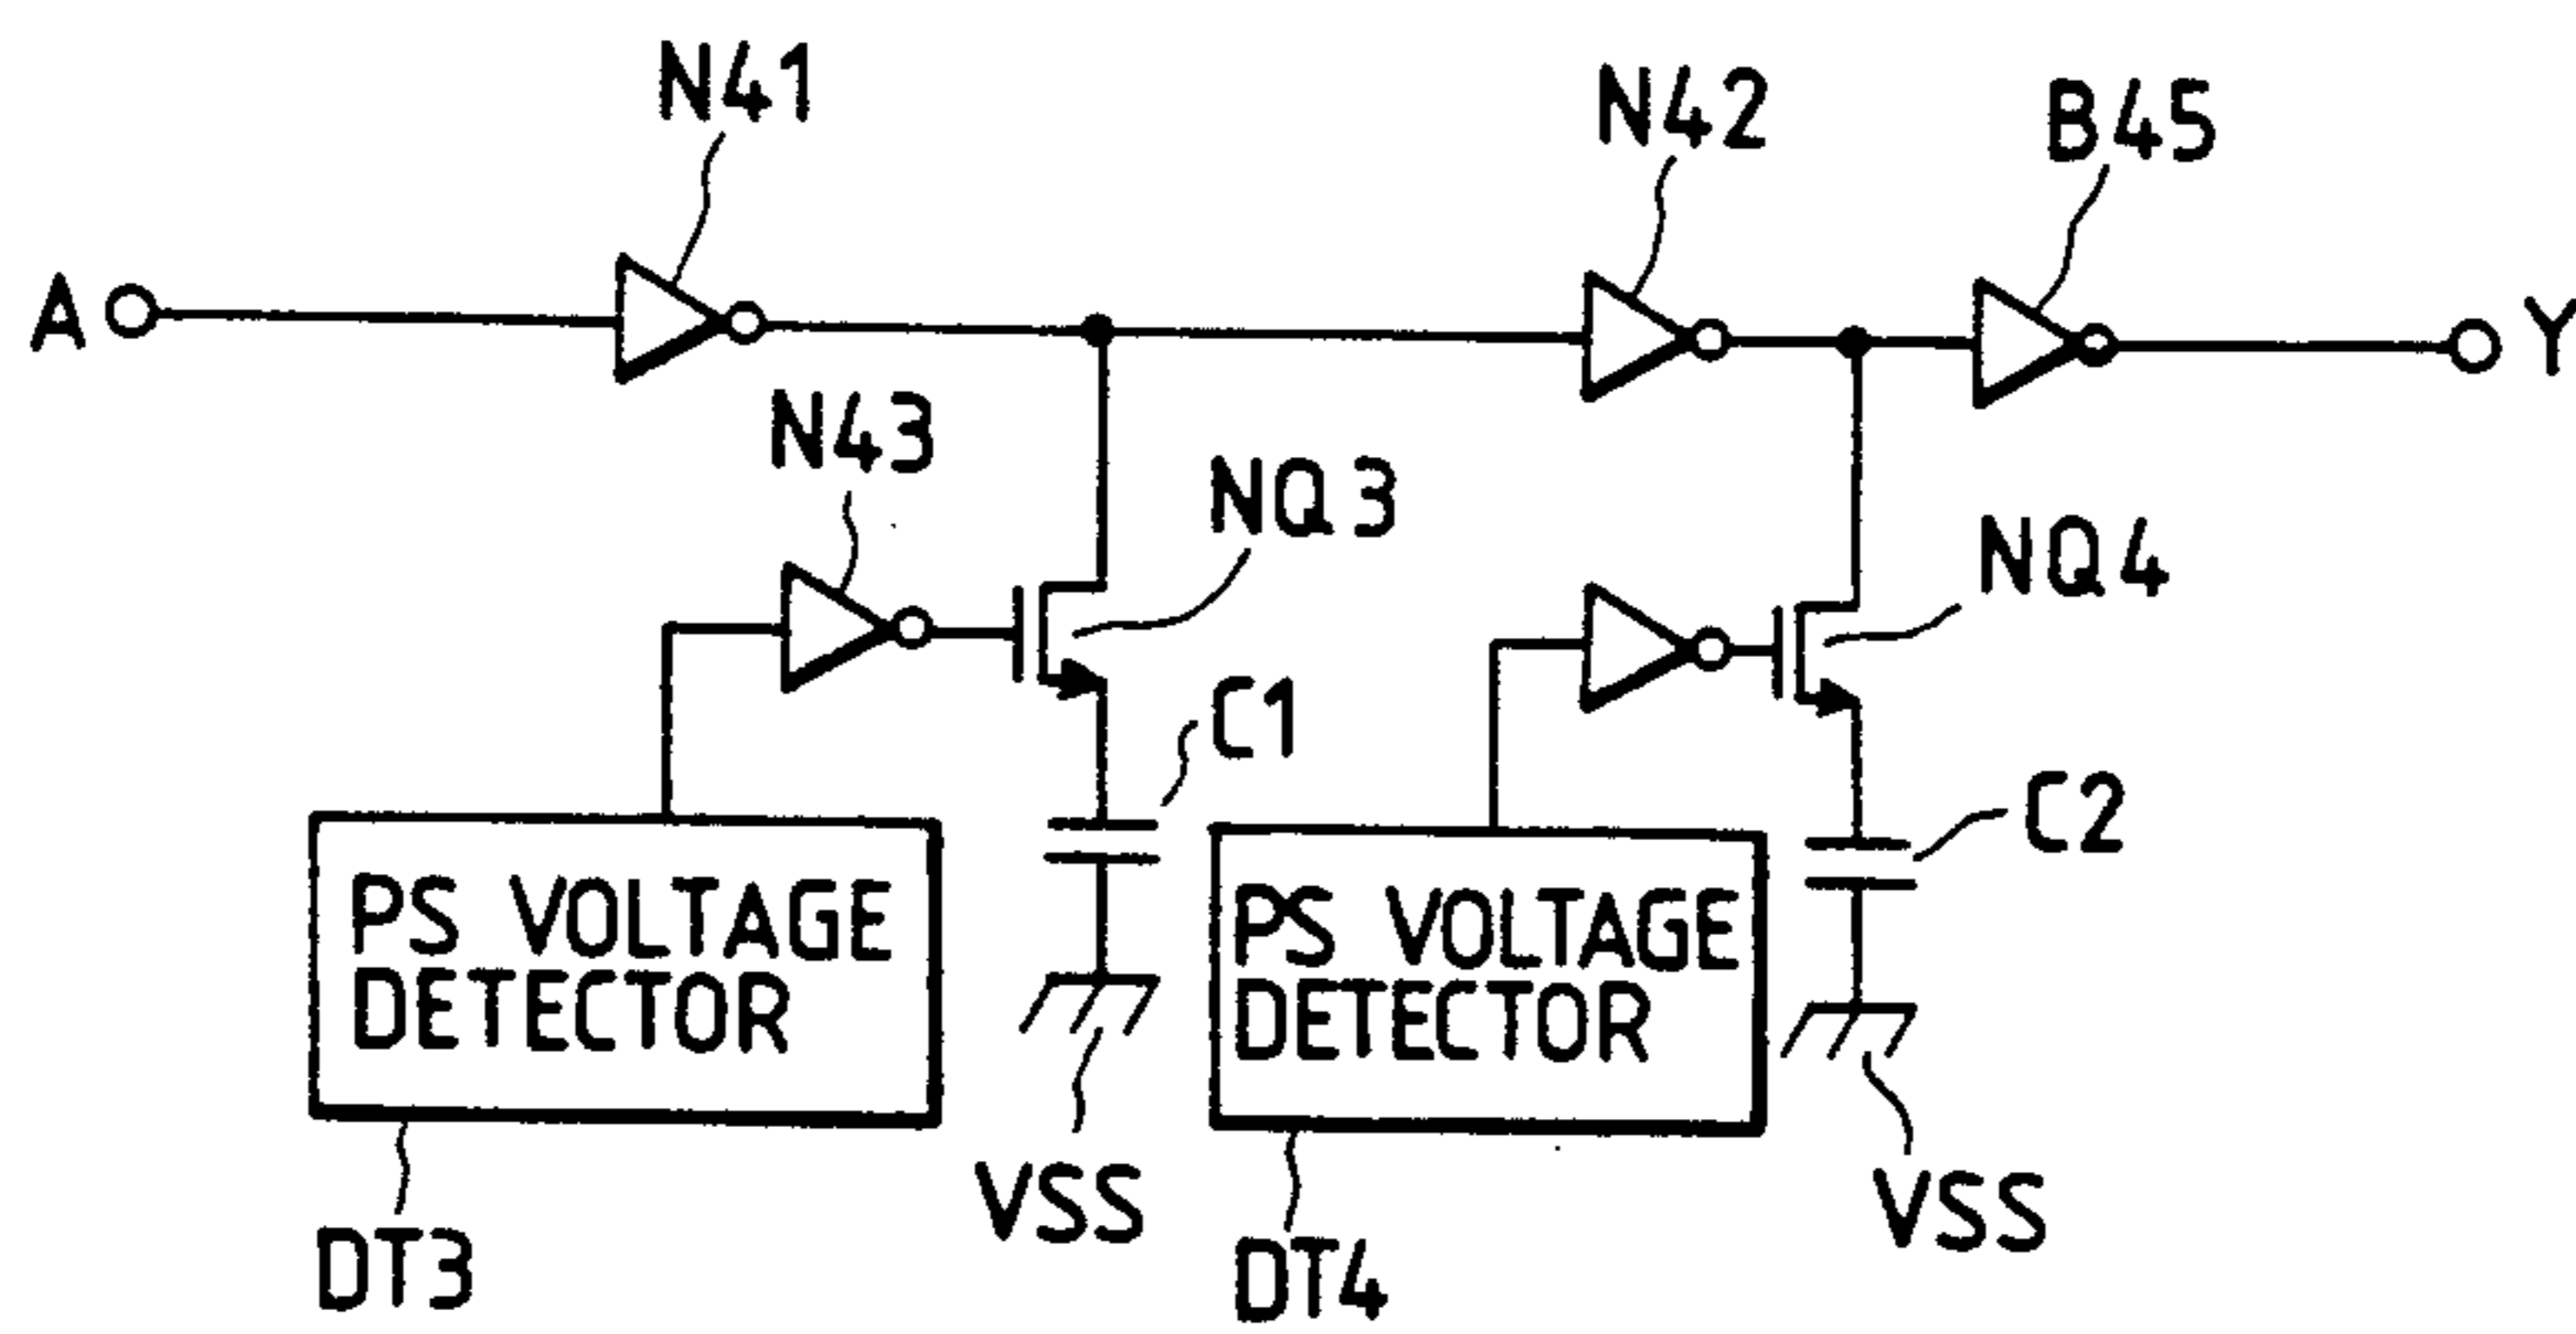 N41
N42
B45
A
Y
N43
NQ3
NQ4
C1
C2
PS VOLTAGE
DETECTOR
PS VOLTAGE
DETECTOR
VSS
VSS
DT3
DT4